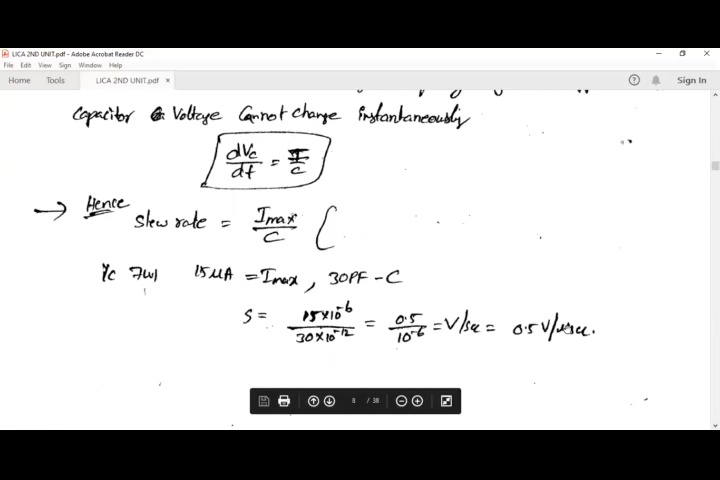 LICA 2ND UNIT.pdf - Adobe Acrobat Reader DC
File Edit View Sign Window Help
Home Tools LICA 2ND UNIT.pdf × Sign In
Capacitor Voltage Cannot change instantaneously
dVc/dt = I/C
→ Hence
Slew rate = Imax/C (
Ic 741 15μA = Imax, 30PF - C
S = 15×10^-6/30×10^-12 = 0.5/10^-6 = V/sec = 0.5 V/μsec.
8 / 38